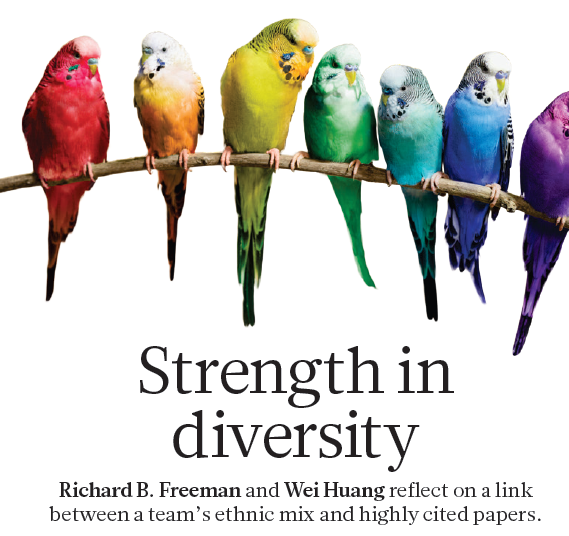 Strength in
diversity
Richard B. Freeman and Wei Huang reflect on a link
between a team’s ethnic mix and highly cited papers.